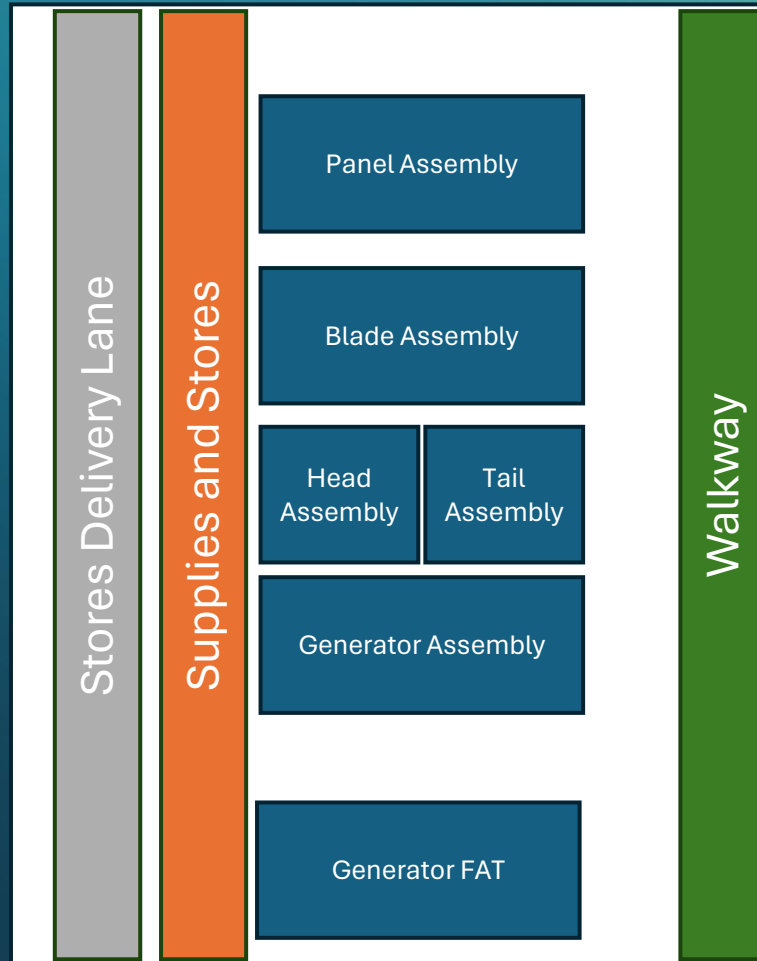 Stores Delivery Lane
Supplies and Stores
Panel Assembly
Blade Assembly
Head
Assembly
Tail
Assembly
Generator Assembly
Generator FAT
Walkway